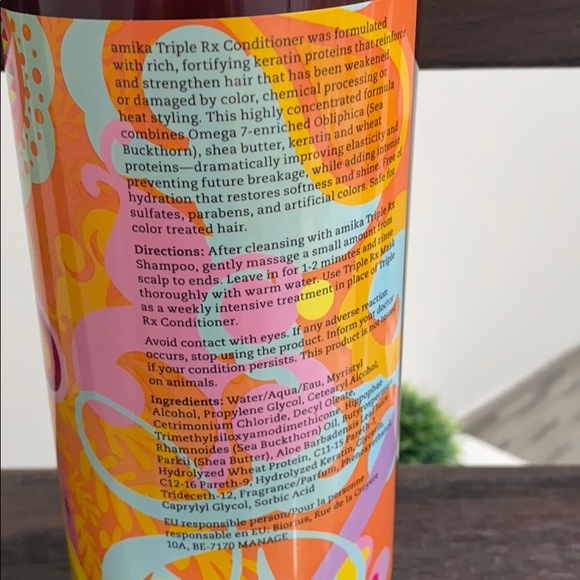 amika Triple Rx Conditioner was formulated
with rich, fortifying keratin proteins that reinforce
and strengthen hair that has been weakened
or damaged by color, chemical processing or
heat styling. This highly concentrated formula
combines Omega 7-enriched Obliphica (Sea
Buckthorn), shea butter, keratin and wheat
proteins—dramatically improving elasticity and
preventing future breakage, while adding intense
hydration that restores softness and shine. Free of
sulfates, parabens, and artificial colors. Safe for
color treated hair.
Directions: After cleansing with amika Triple Rx
Shampoo, gently massage a small amount from
scalp to ends. Leave in for 1-2 minutes and rinse
thoroughly with warm water. Use Triple Rx Mask
as a weekly intensive treatment in place of Triple
Rx Conditioner.
Avoid contact with eyes. If any adverse reaction
occurs, stop using the product. Inform your doctor
if your condition persists. This product is not tested
on animals.
Ingredients: Water/Aqua/Eau, Myristyl
Alcohol, Propylene Glycol, Cetearyl Alcohol,
Cetrimonium Chloride, Decyl Oleate,
Trimethylsiloxyamodimethicone, Hippophae
Rhamnoides (Sea Buckthorn) Oil, Butyrospermum
Parkii (Shea Butter), Aloe Barbadensis Leaf Juice,
Hydrolyzed Wheat Protein, C11-15 Pareth-7,
C12-16 Pareth-9, Hydrolyzed Keratin, Glycerin,
Trideceth-12, Fragrance/Parfum, Phenoxyethanol,
Caprylyl Glycol, Sorbic Acid
EU responsible person/Pour la personne
responsable en EU: Biorius, Rue de la Croyere
10A, BE-7170 MANAGE